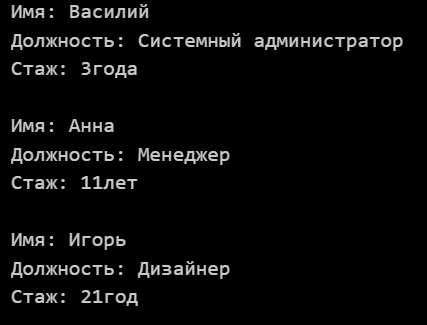 Имя: Василий
Должность: Системный администратор
Стаж: 3года
Имя: Анна
Должность: Менеджер
Стаж: 11лет
Имя: Игорь
Должность: Дизайнер
Стаж: 21год